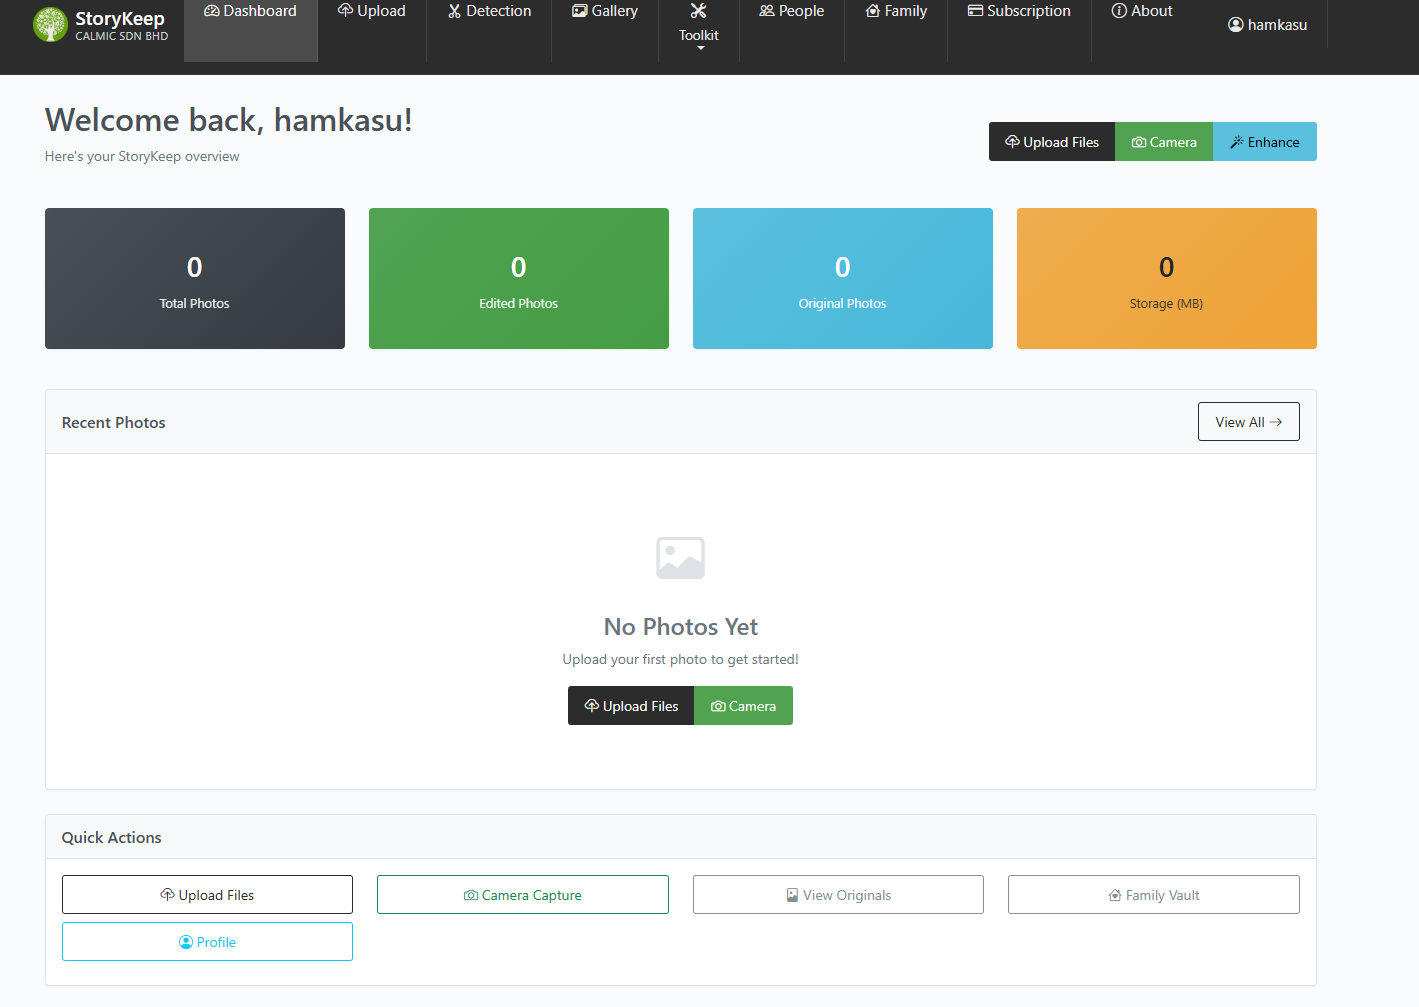 StoryKeep
CALMIC SDN BHD
Dashboard
Upload
Detection
Gallery
Toolkit
People
Family
Subscription
About
hamkasu
Welcome back, hamkasu!
Here's your StoryKeep overview
Upload Files
Camera
Enhance
0
Total Photos
0
Edited Photos
0
Original Photos
0
Storage (MB)
Recent Photos
View All →
No Photos Yet
Upload your first photo to get started!
Upload Files
Camera
Quick Actions
Upload Files
Camera Capture
View Originals
Family Vault
Profile